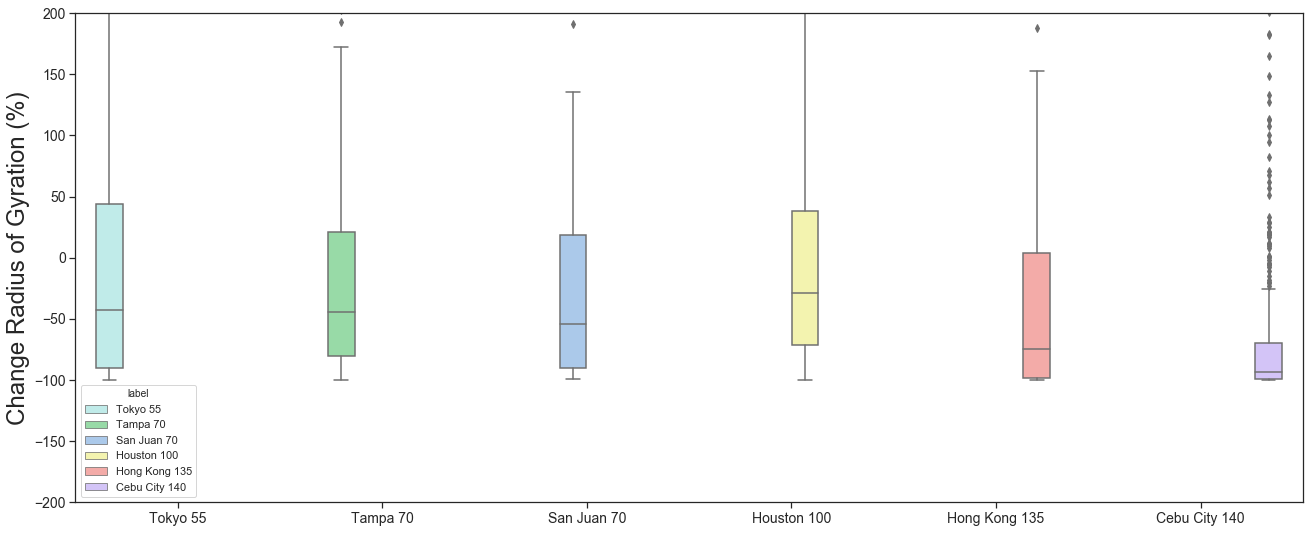 Change Radius of Gyration (%)
200
150
100
50
0
−50
−100
−150
−200
label
Tokyo 55
Tampa 70
San Juan 70
Houston 100
Hong Kong 135
Cebu City 140
Tokyo 55
Tampa 70
San Juan 70
Houston 100
Hong Kong 135
Cebu City 140